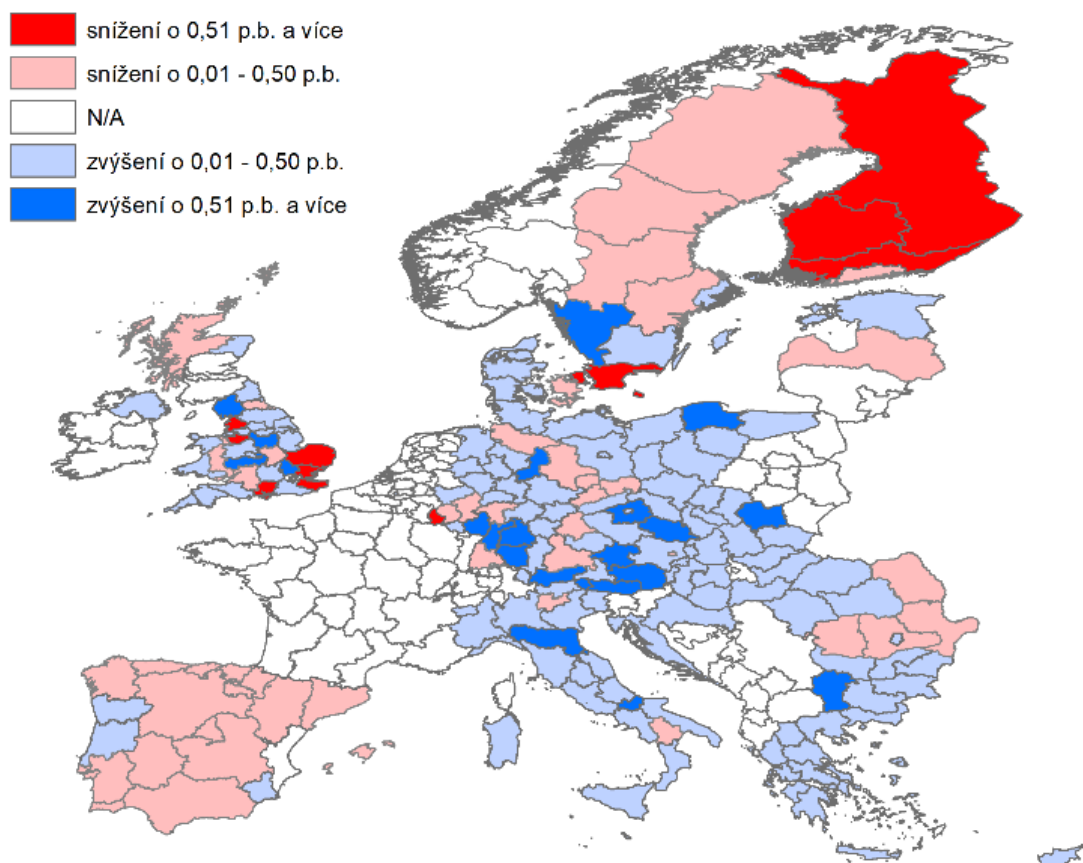 snížení o 0,51 p.b. a více
snížení o 0,01 - 0,50 p.b.
N/A
zvýšení o 0,01 - 0,50 p.b.
zvýšení o 0,51 p.b. a více